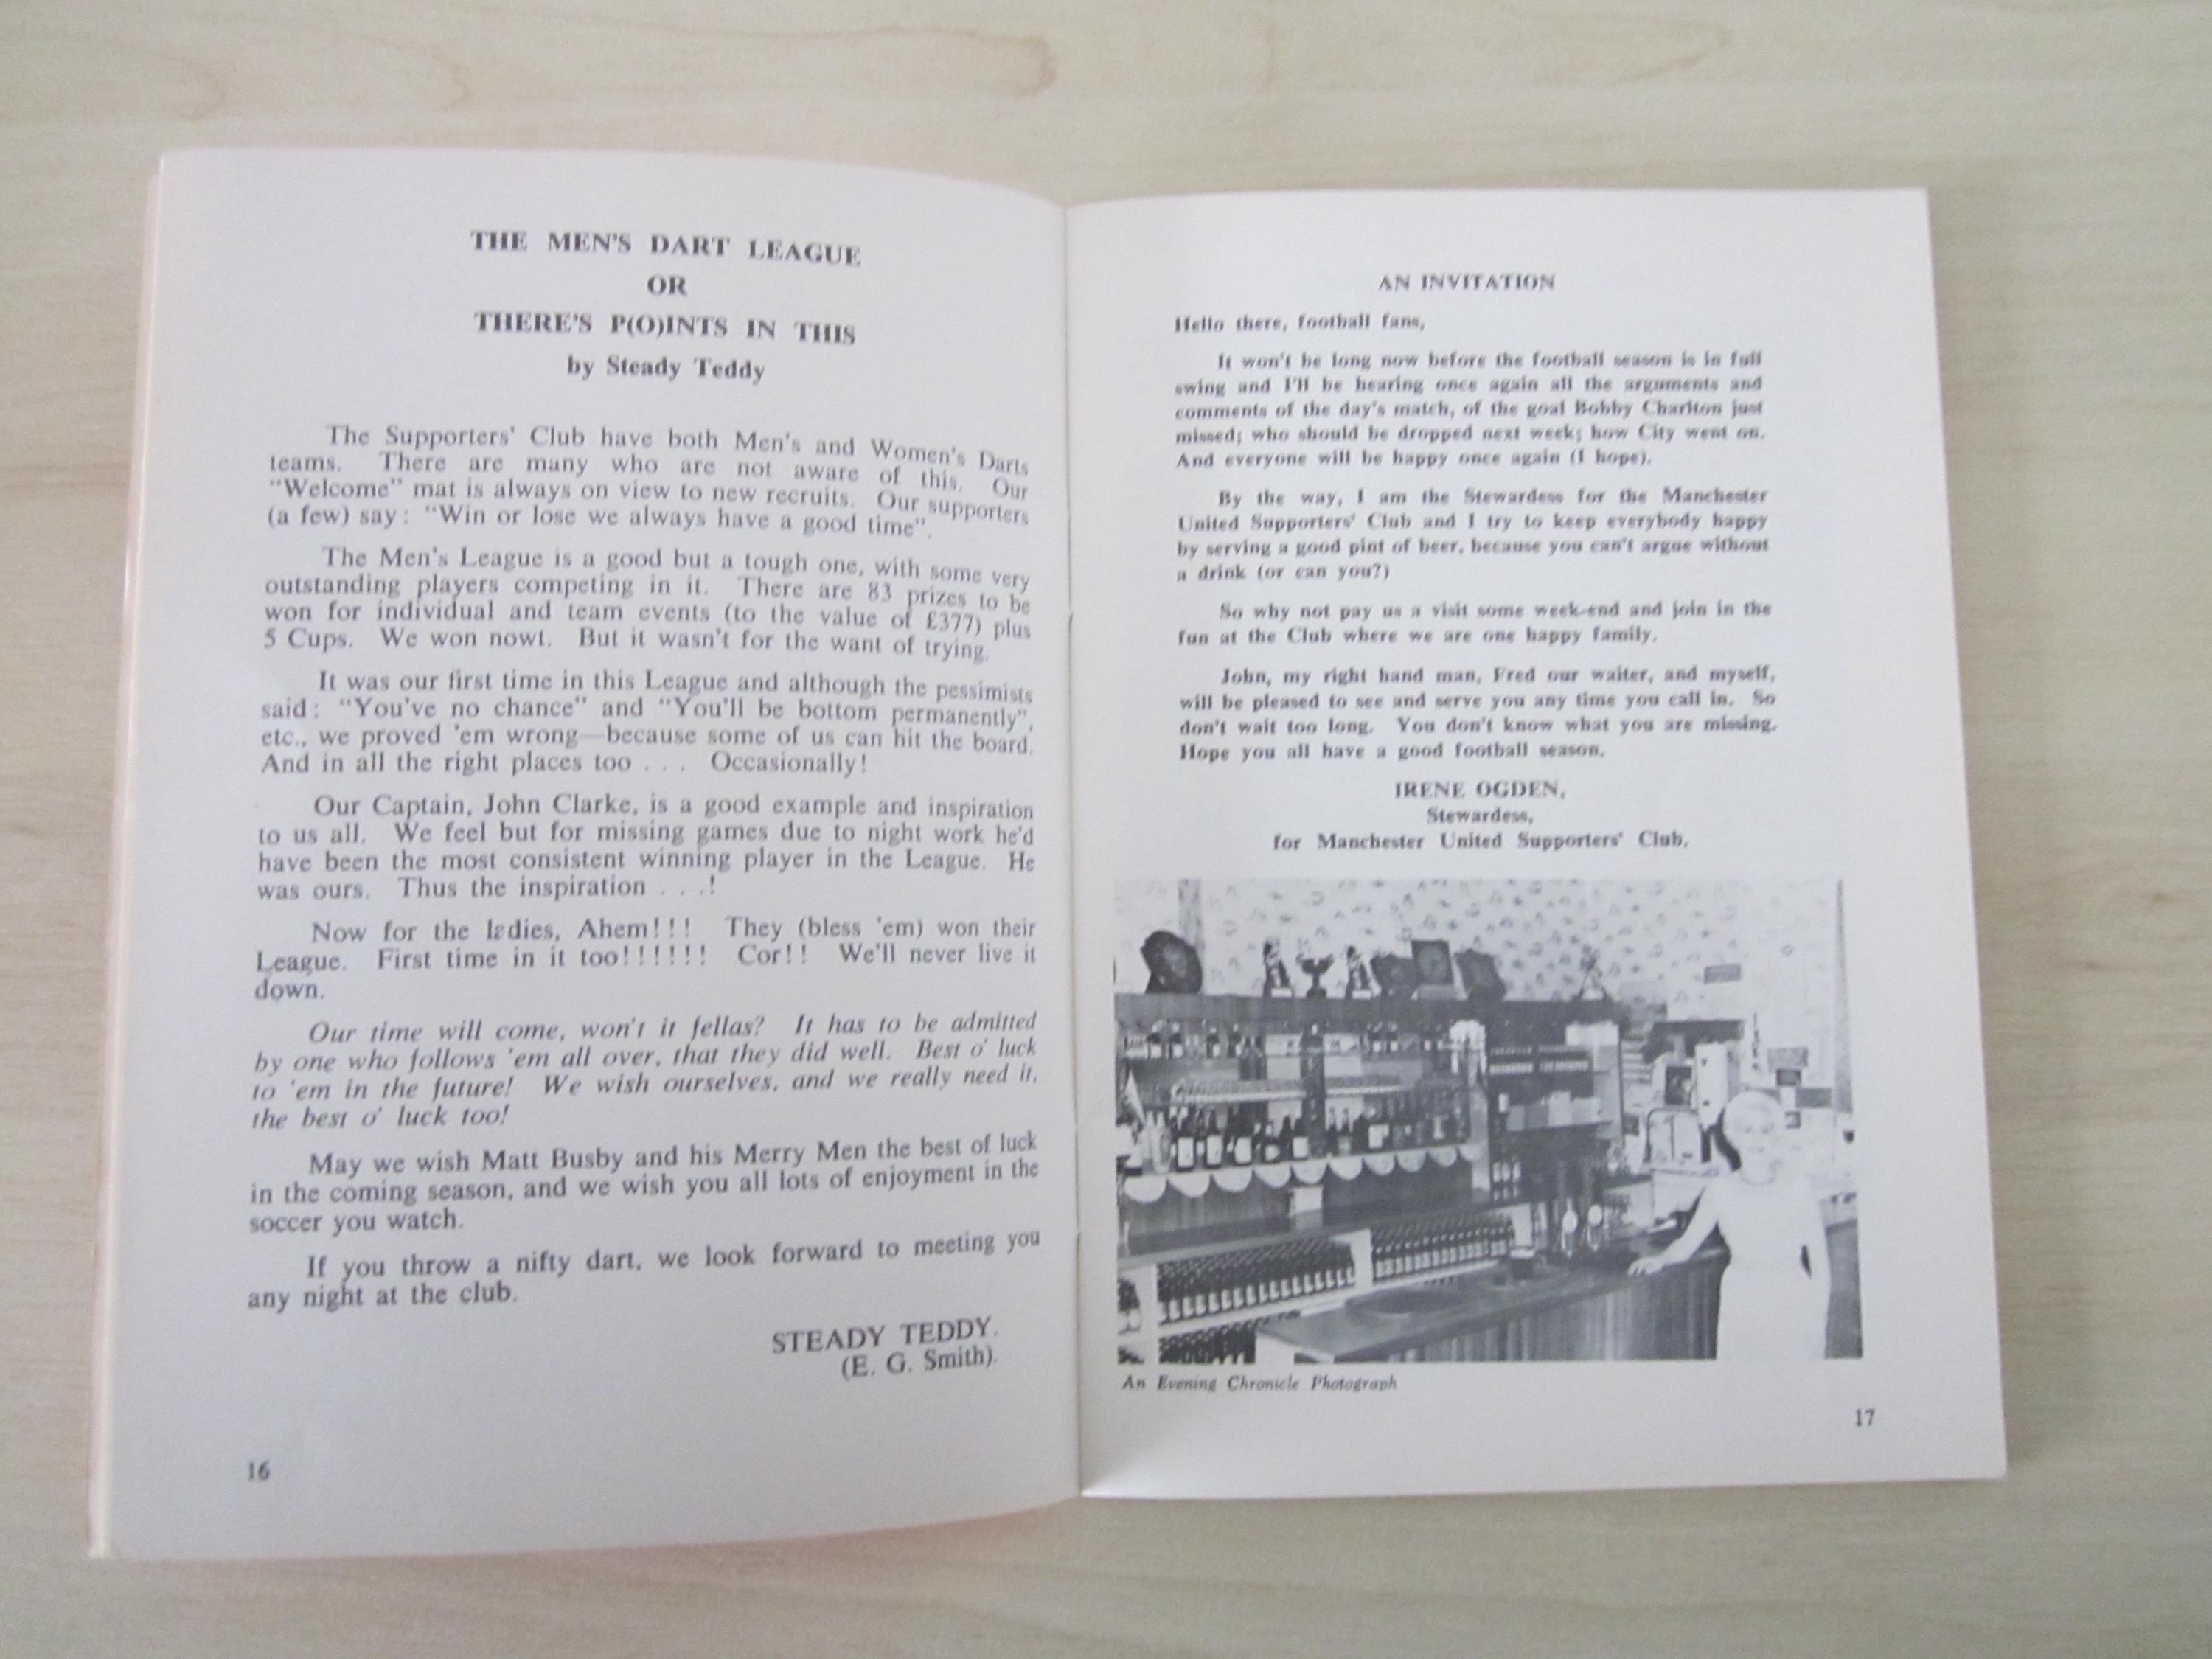 THE MEN'S DART LEAGUE
OR
THERE'S P(O)INTS IN THIS
by Steady Teddy
The Supporters' Club have both Men's and Women's Darts
teams. There are many who are not aware of this. Our
"Welcome" mat is always on view to new recruits. Our supporters
(a few) say: "Win or lose we always have a good time".
The Men's League is a good but a tough one, with some very
outstanding players competing in it. There are 83 prizes to be
won for individual and team events (to the value of £377) plus
5 Cups. We won nowt. But it wasn't for the want of trying.
It was our first time in this League and although the pessimists
said: "You've no chance" and "You'll be bottom permanently",
etc., we proved 'em wrong—because some of us can hit the board.
And in all the right places too . . . Occasionally!
Our Captain, John Clarke, is a good example and inspiration
to us all. We feel but for missing games due to night work he'd
have been the most consistent winning player in the League. He
was ours. Thus the inspiration . . .!
Now for the ladies, Ahem!!! They (bless 'em) won their
League. First time in it too!!!!!! Cor!! We'll never live it
down.
Our time will come, won't it fellas? It has to be admitted
by one who follows 'em all over, that they did well. Best o' luck
to 'em in the future! We wish ourselves, and we really need it,
the best o' luck too!
May we wish Matt Busby and his Merry Men the best of luck
in the coming season, and we wish you all lots of enjoyment in the
soccer you watch.
If you throw a nifty dart, we look forward to meeting you
any night at the club.
STEADY TEDDY.
(E. G. Smith).
16
AN INVITATION
Hello there, football fans,
It won't be long now before the football season is in full
swing and I'll be hearing once again all the arguments and
comments of the day's match, of the goal Bobby Charlton just
missed; who should be dropped next week; how City went on.
And everyone will be happy once again (I hope).
By the way, I am the Stewardess for the Manchester
United Supporters' Club and I try to keep everybody happy
by serving a good pint of beer, because you can't argue without
a drink (or can you?)
So why not pay us a visit some week-end and join in the
fun at the Club where we are one happy family.
John, my right hand man, Fred our waiter, and myself,
will be pleased to see and serve you any time you call in. So
don't wait too long. You don't know what you are missing.
Hope you all have a good football season.
IRENE OGDEN,
Stewardess,
for Manchester United Supporters' Club.
An Evening Chronicle Photograph
17